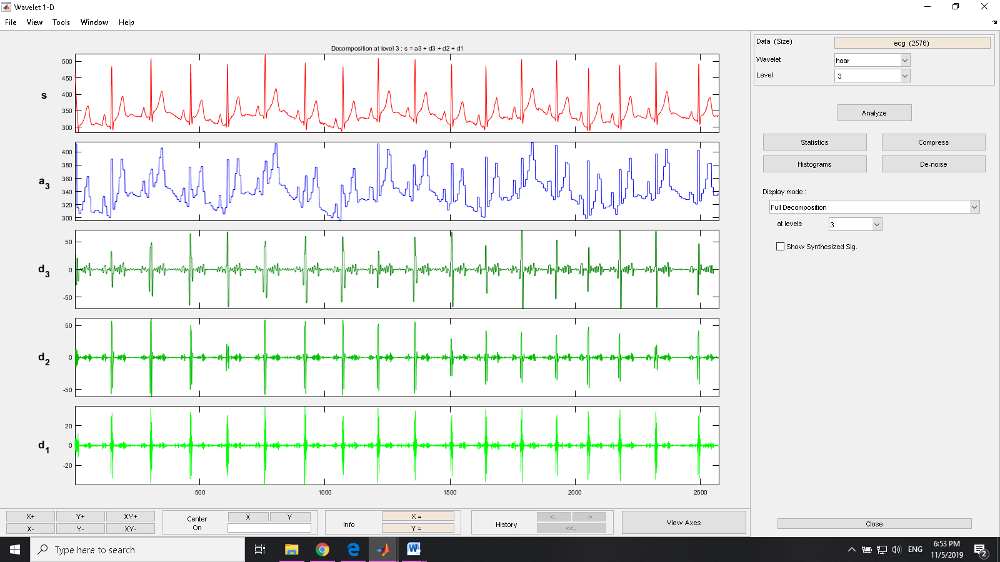 Wavelet 1-D
File View Tools Window Help
Decomposition at level 3 : s = a3 + d3 + d2 + d1
s
500
450
400
350
300
a3
400
380
360
340
320
300
d3
50
0
-50
d2
50
0
-50
d1
20
0
-20
500 1000 1500 2000 2500
Data (Size) ecg (2576)
Wavelet haar
Level 3
Analyze
Statistics Compress
Histograms De-noise
Display mode :
Full Decomposition
at levels 3
Show Synthesized Sig.
X+ Y+ XY+
X- Y- XY-
Center On X Y
Info X =
Y =
History <- ->
<<-
View Axes
Close
Type here to search
ENG
6:53 PM
11/5/2019
2